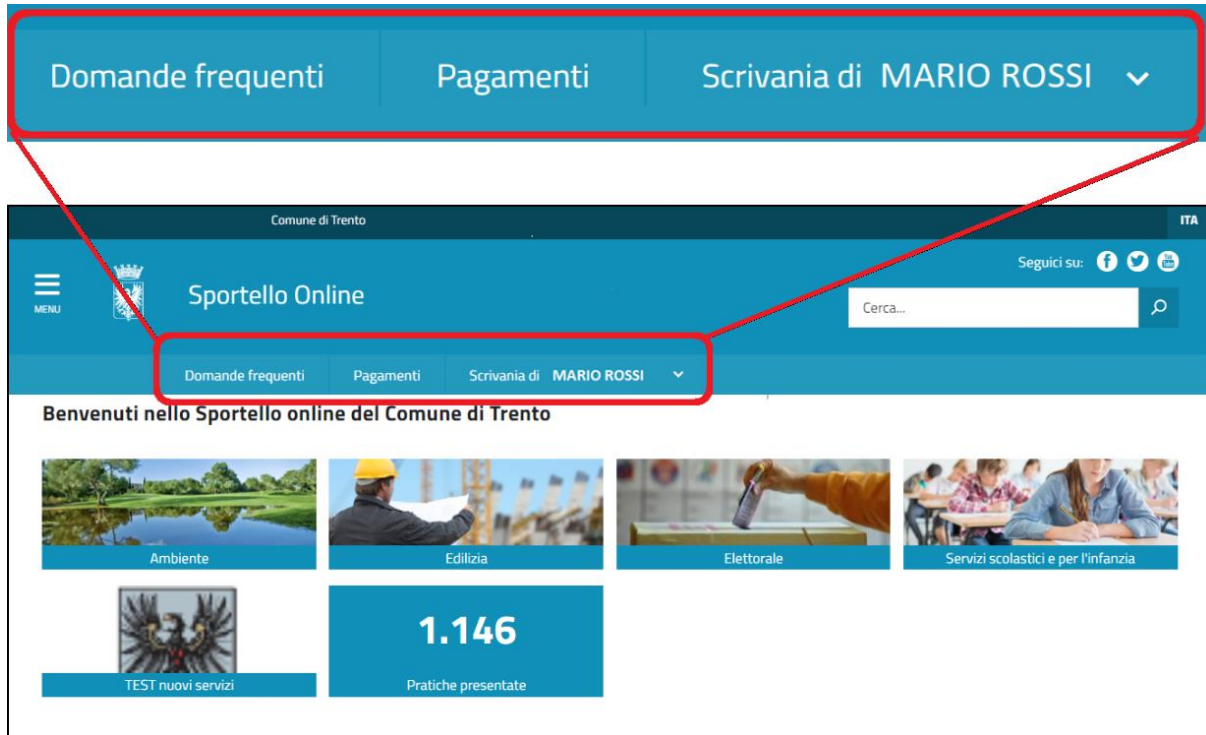 Domande frequenti Pagamenti Scrivania di MARIO ROSSI
Comune di Trento ITA
Seguici su:
MENU Sportello Online Cerca...
Domande frequenti Pagamenti Scrivania di MARIO ROSSI
Benvenuti nello Sportello online del Comune di Trento
Ambiente Edilizia Elettorale Servizi scolastici e per l'infanzia
1.146
TEST nuovi servizi Pratiche presentate